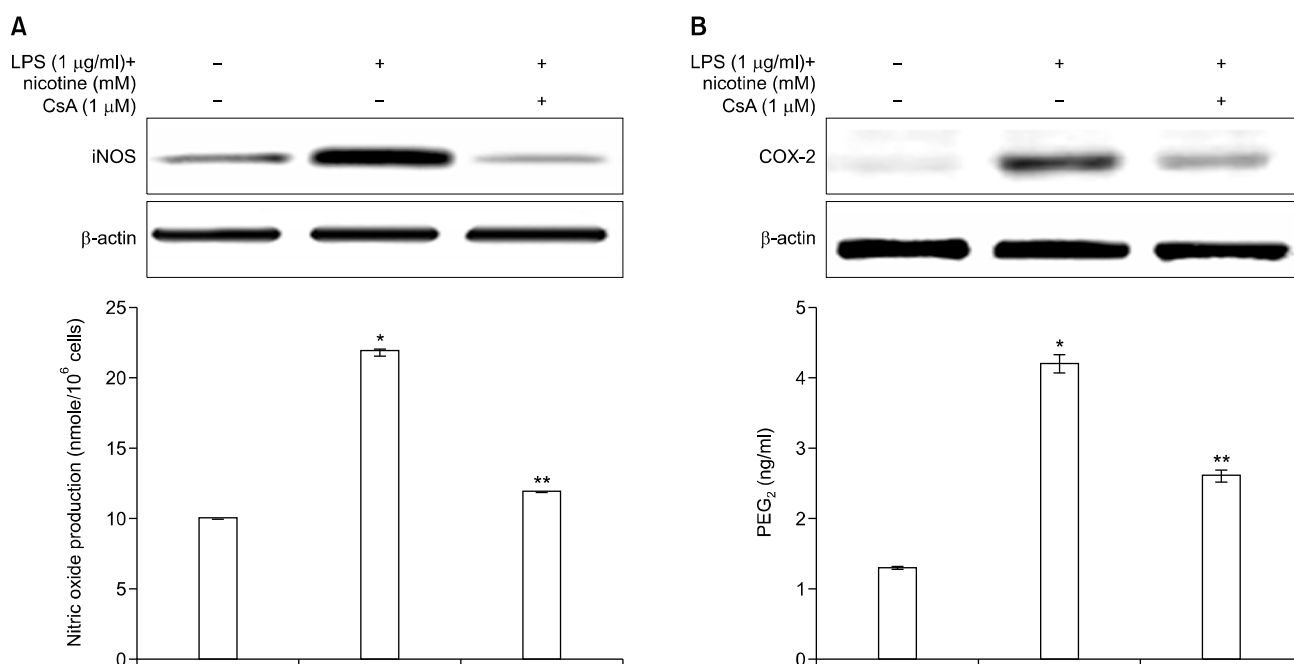 A
LPS (1 μg/ml)+ – + +
nicotine (mM)
CsA (1 μM) – – +
iNOS
β-actin
25
20
15
10
5
0
Nitric oxide production (nmole/10⁶ cells)
*
**
B
LPS (1 μg/ml)+ – + +
nicotine (mM)
CsA (1 μM) – – +
COX-2
β-actin
5
4
3
2
1
0
PEG₂ (ng/ml)
*
**